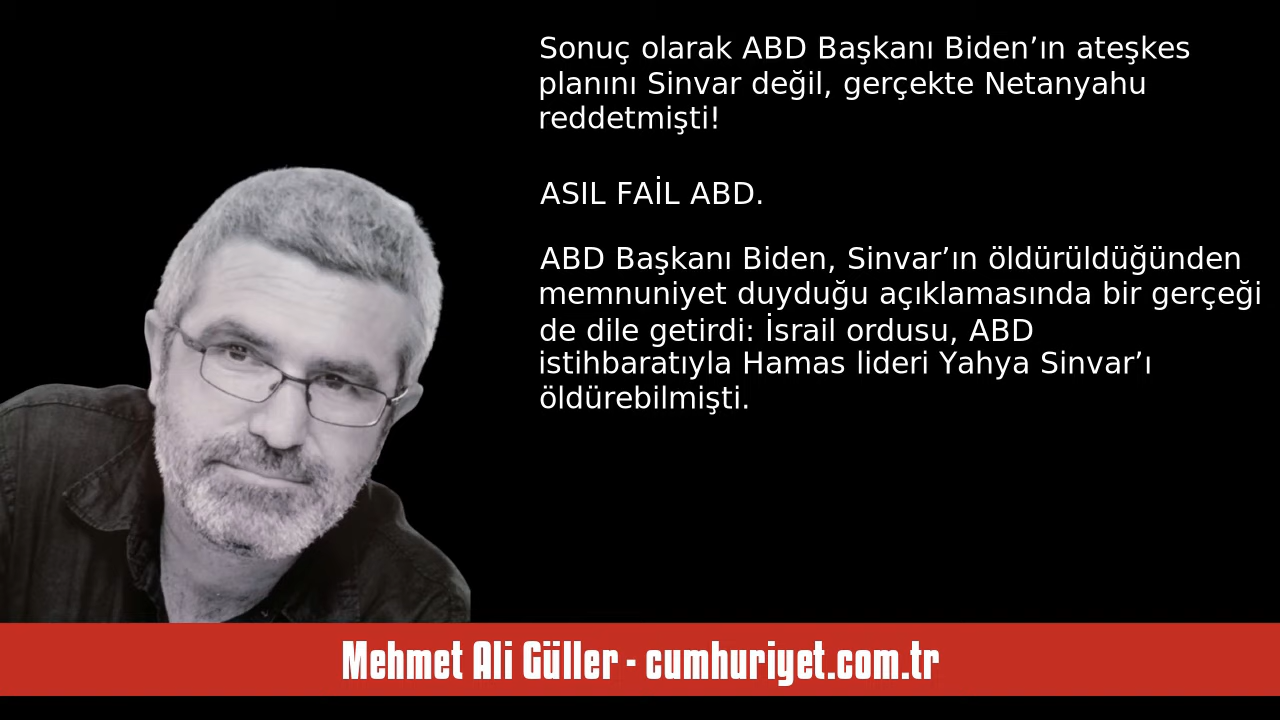 Sonuç olarak ABD Başkanı Biden’ın ateşkes
planını Sinvar değil, gerçekte Netanyahu
reddetmişti!
ASIL FAİL ABD.
ABD Başkanı Biden, Sinvar’ın öldürüldüğünden
memnuniyet duyduğu açıklamasında bir gerçeği
de dile getirdi: İsrail ordusu, ABD
istihbaratıyla Hamas lideri Yahya Sinvar’ı
öldürebilmişti.
Mehmet Ali Güller - cumhuriyet.com.tr